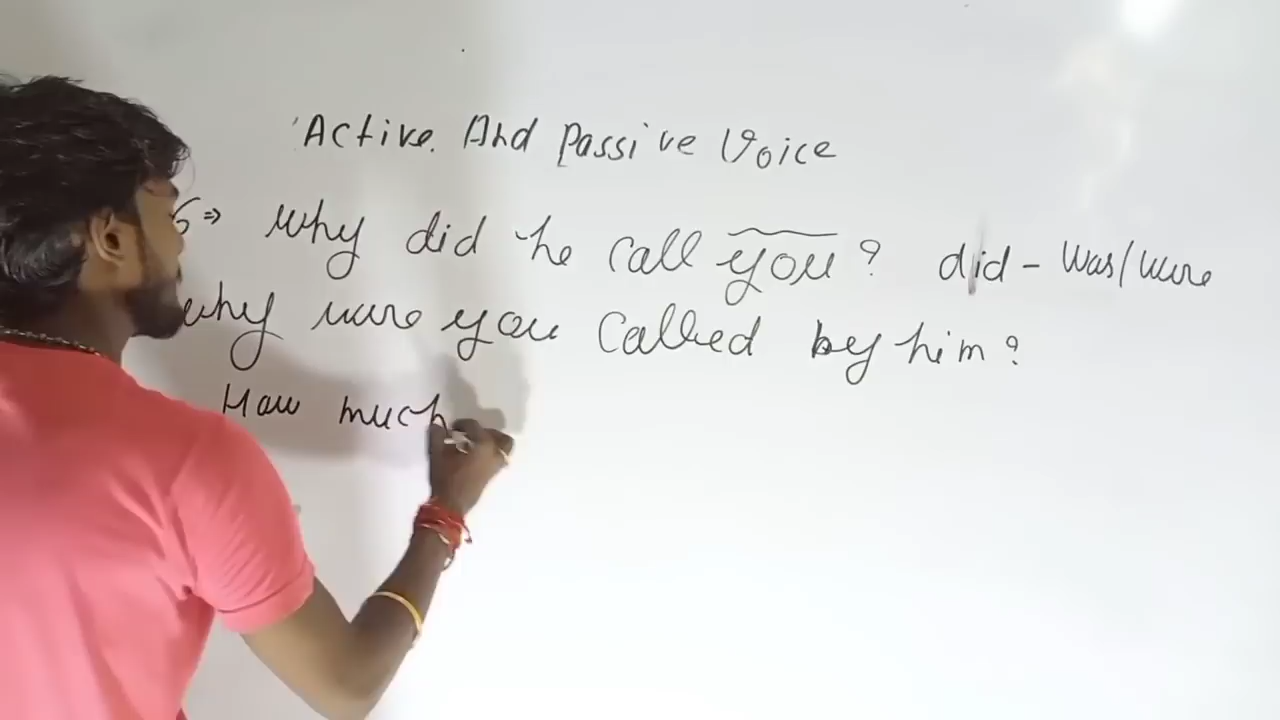 Active And Passive Voice
5⇒ why did he call you? did - was/were
why were you called by him?
How much